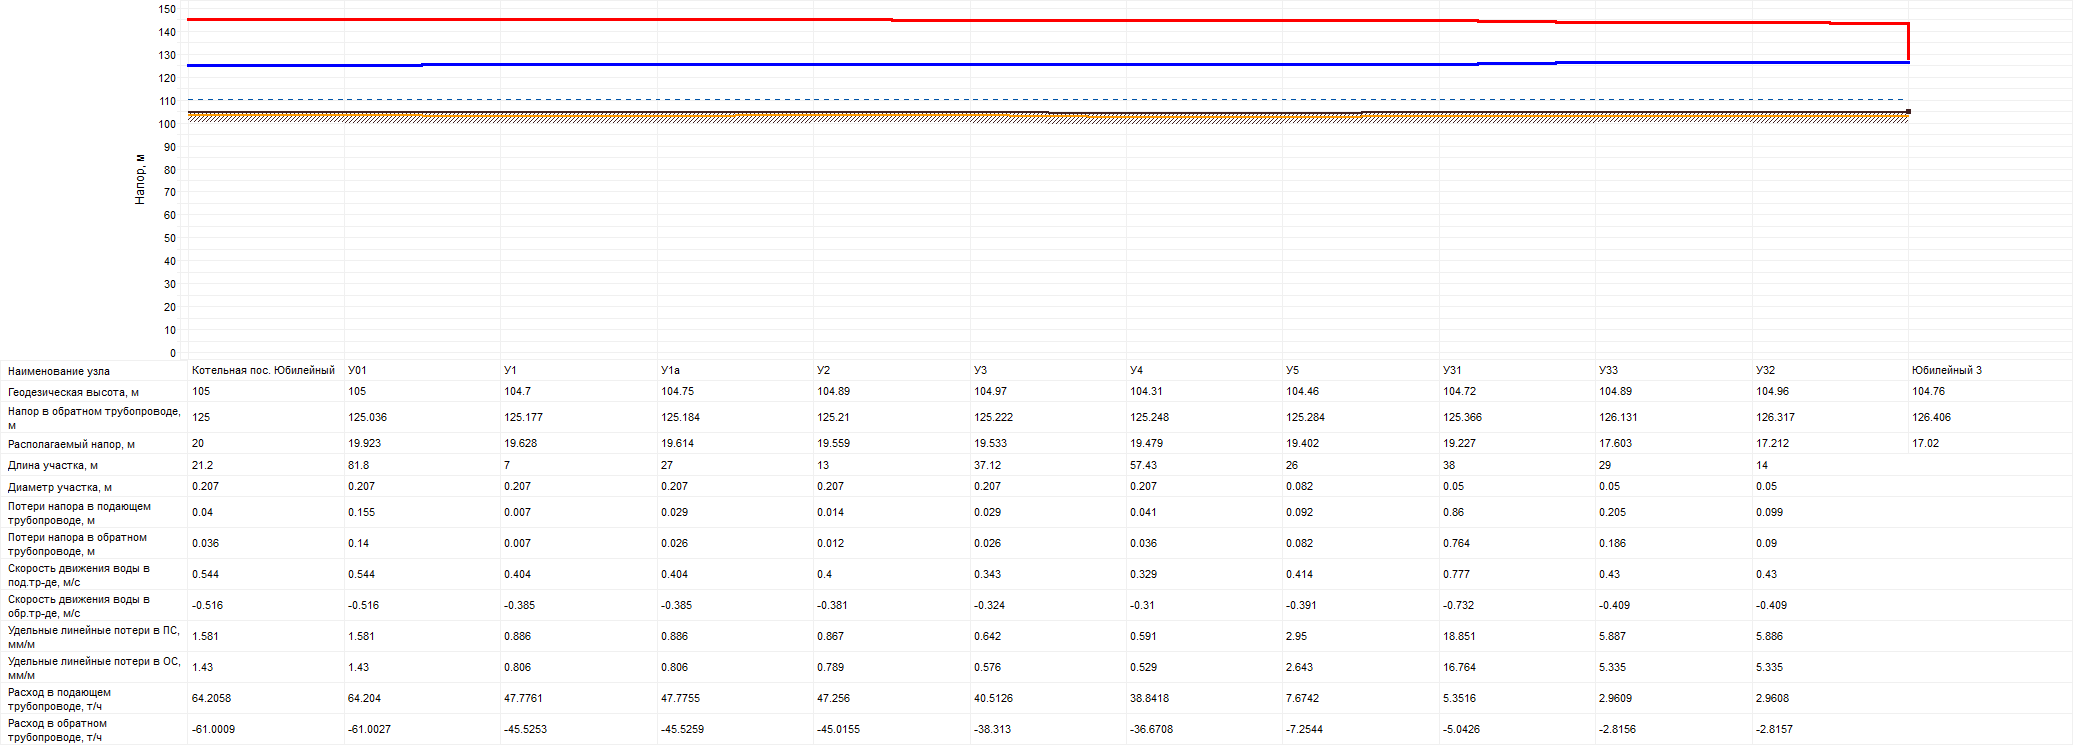 150
140
130
120
110
100
90
80
70
60
50
40
30
20
10
0
Напор, м
Наименование узла Котельная пос. Юбилейный У01 У1 У1а У2 У3 У4 У5 У31 У33 У32 Юбилейный 3
Геодезическая высота, м 105 105 104.7 104.75 104.89 104.97 104.31 104.46 104.72 104.89 104.96 104.76
Напор в обратном трубопроводе,
м 125 125.036 125.177 125.184 125.21 125.222 125.248 125.284 125.366 126.131 126.317 126.406
Располагаемый напор, м 20 19.923 19.628 19.614 19.559 19.533 19.479 19.402 19.227 17.603 17.212 17.02
Длина участка, м 21.2 81.8 7 27 13 37.12 57.43 26 38 29 14
Диаметр участка, м 0.207 0.207 0.207 0.207 0.207 0.207 0.207 0.082 0.05 0.05 0.05
Потери напора в подающем
трубопроводе, м 0.04 0.155 0.007 0.029 0.014 0.029 0.041 0.092 0.86 0.205 0.099
Потери напора в обратном
трубопроводе, м 0.036 0.14 0.007 0.026 0.012 0.026 0.036 0.082 0.764 0.186 0.09
Скорость движения воды в
под.тр-де, м/с 0.544 0.544 0.404 0.404 0.4 0.343 0.329 0.414 0.777 0.43 0.43
Скорость движения воды в
обр.тр-де, м/с -0.516 -0.516 -0.385 -0.385 -0.381 -0.324 -0.31 -0.391 -0.732 -0.409 -0.409
Удельные линейные потери в ПС,
мм/м 1.581 1.581 0.886 0.886 0.867 0.642 0.591 2.95 18.851 5.887 5.886
Удельные линейные потери в ОС,
мм/м 1.43 1.43 0.806 0.806 0.789 0.576 0.529 2.643 16.764 5.335 5.335
Расход в подающем
трубопроводе, т/ч 64.2058 64.204 47.7761 47.7755 47.256 40.5126 38.8418 7.6742 5.3516 2.9609 2.9608
Расход в обратном
трубопроводе, т/ч -61.0009 -61.0027 -45.5253 -45.5259 -45.0155 -38.313 -36.6708 -7.2544 -5.0426 -2.8156 -2.8157